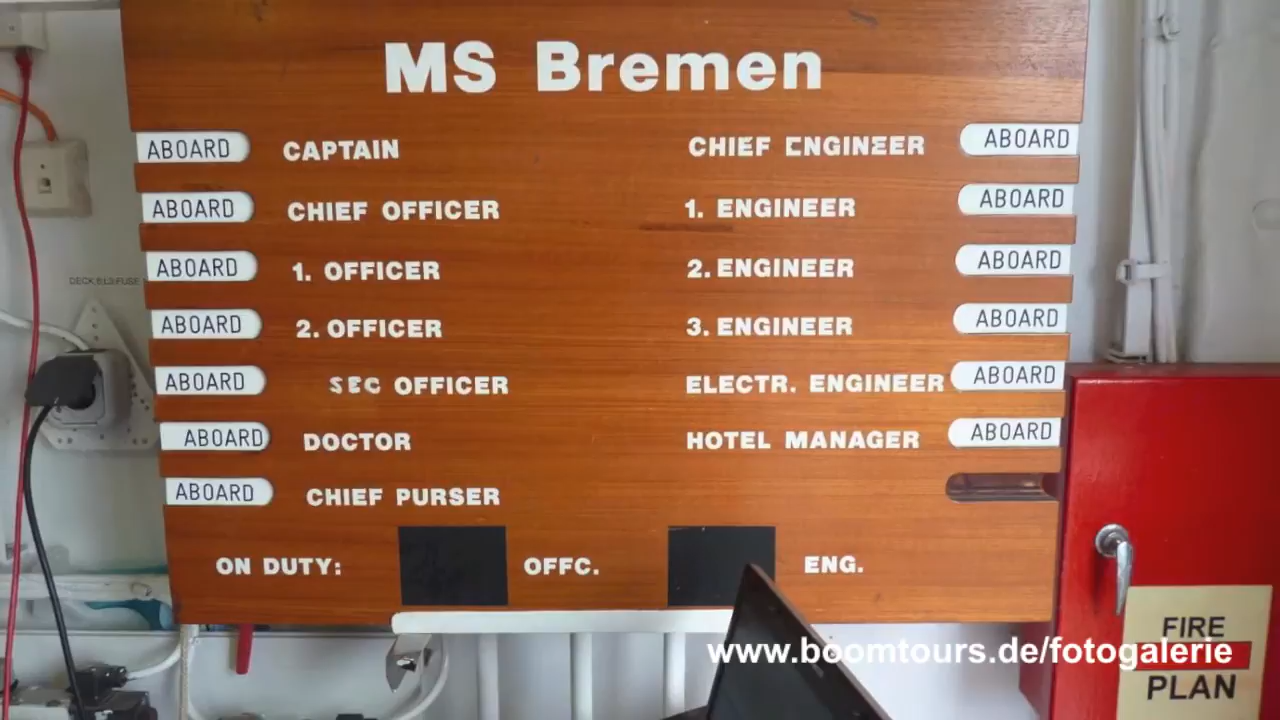 MS Bremen
ABOARD CAPTAIN CHIEF ENGINEER ABOARD
ABOARD CHIEF OFFICER 1. ENGINEER ABOARD
ABOARD 1. OFFICER 2. ENGINEER ABOARD
ABOARD 2. OFFICER 3. ENGINEER ABOARD
ABOARD SEC OFFICER ELECTR. ENGINEER ABOARD
ABOARD DOCTOR HOTEL MANAGER ABOARD
ABOARD CHIEF PURSER
ON DUTY: OFFC. ENG.
FIRE
PLAN
www.boomtours.de/fotogalerie